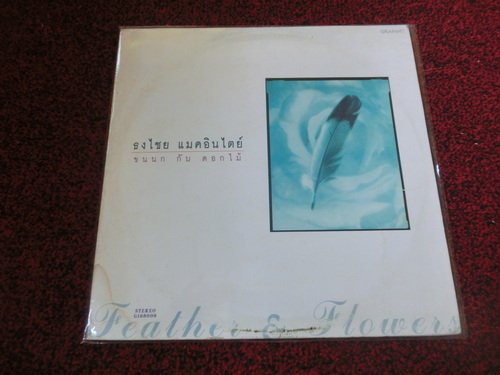 ธงไชย แมคอินไตย์
ขนนก กับ ดอกไม้
STEREO
Feather & Flowers